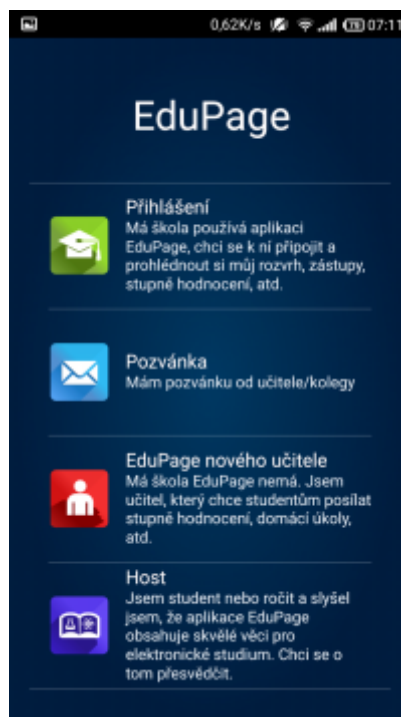 0,62K/s 78 07:11
EduPage
Přihlášení
Má škola používá aplikaci
EduPage, chci se k ní připojit a
prohlédnout si můj rozvrh, zástupy,
stupně hodnocení, atd.
Pozvánka
Mám pozvánku od učitele/kolegy
EduPage nového učitele
Má škola EduPage nemá. Jsem
učitel, který chce studentům posílat
stupně hodnocení, domácí úkoly,
atd.
Host
Jsem student nebo ročit a slyšel
jsem, že aplikace EduPage
obsahuje skvělé věci pro
elektronické studium. Chci se o
tom přesvědčit.